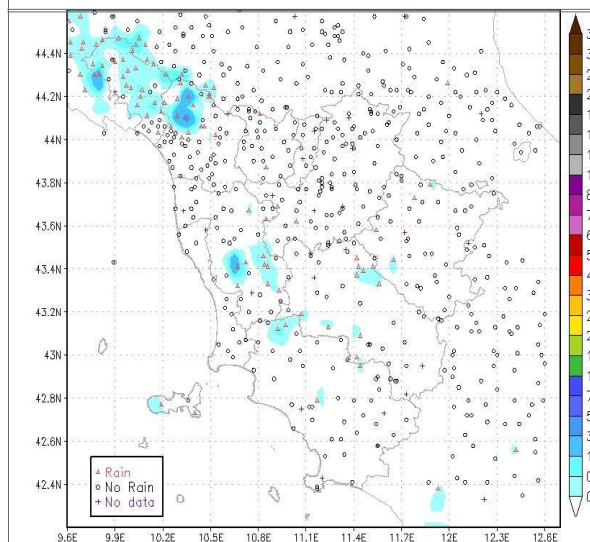 44.4N
44.2N
44N
43.8N
43.6N
43.4N
43.2N
43N
42.8N
42.6N
42.4N
Rain
No Rain
No data
9.6E 9.9E 10.2E 10.5E 10.8E 11.1E 11.4E 11.7E 12E 12.3E 12.6E